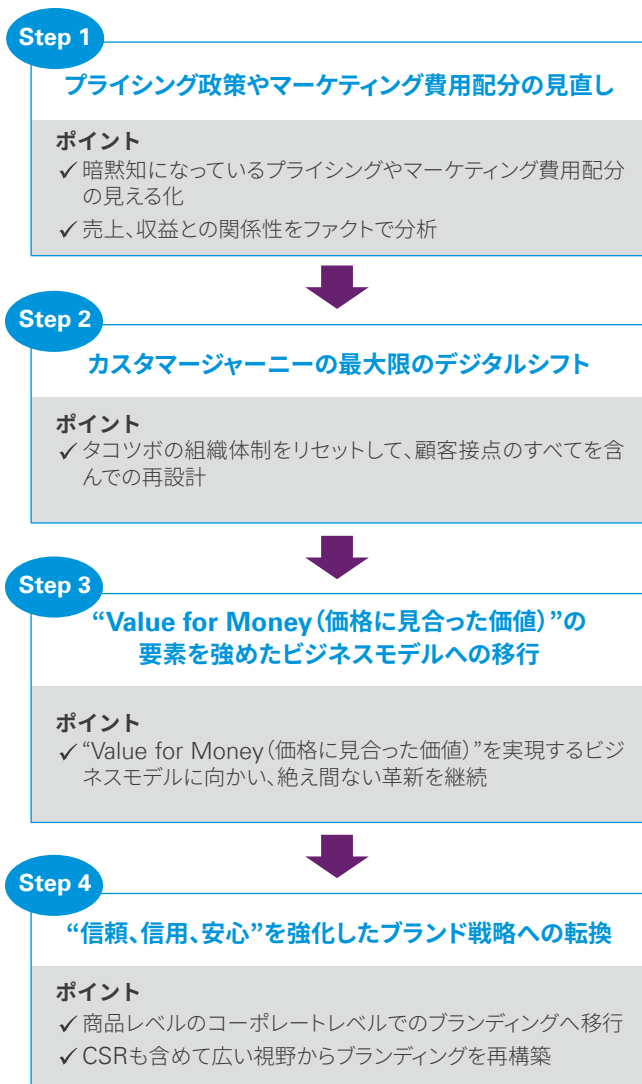 Step 1
プライシング政策やマーケティング費用配分の見直し
ポイント
✓ 暗黙知になっているプライシングやマーケティング費用配分
の見える化
✓ 売上、収益との関係性をファクトで分析
Step 2
カスタマージャーニーの最大限のデジタルシフト
ポイント
✓ タコツボの組織体制をリセットして、顧客接点のすべてを含
んでの再設計
Step 3
“Value for Money（価格に見合った価値）”の
要素を強めたビジネスモデルへの移行
ポイント
✓ “Value for Money（価格に見合った価値）”を実現するビジ
ネスモデルに向かい、絶え間ない革新を継続
Step 4
“信頼、信用、安心”を強化したブランド戦略への転換
ポイント
✓ 商品レベルのコーポレートレベルでのブランディングへ移行
✓ CSRも含めて広い視野からブランディングを再構築